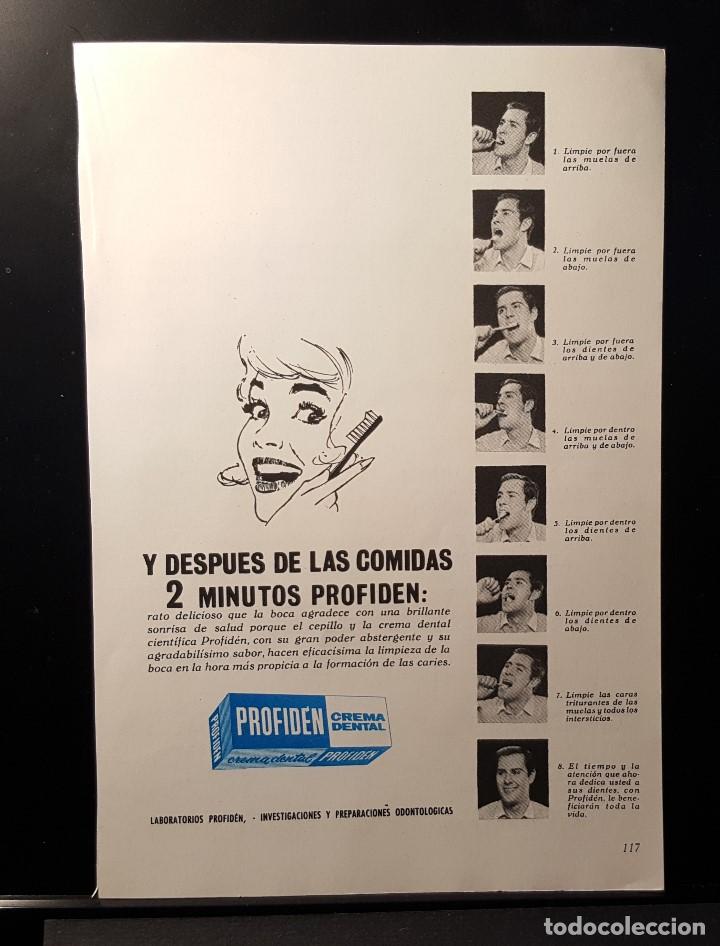 1. Limpie por fuera
las muelas de
arriba.
2. Limpie por fuera
las muelas de
abajo.
3. Limpie por fuera
los dientes de
arriba y de abajo.
4. Limpie por dentro
las muelas de
arriba y de abajo.
5. Limpie por dentro
los dientes de
arriba.
6. Limpie por dentro
los dientes de
abajo.
7. Limpie las caras
triturantes de las
muelas y todos los
intersticios.
8. El tiempo y la
atención que aho-
ra dedica usted a
sus dientes, con
Profidén, le bene-
ficiarán toda la
vida.
Y DESPUES DE LAS COMIDAS
2 MINUTOS PROFIDEN:
rato delicioso que la boca agradece con una brillante
sonrisa de salud porque el cepillo y la crema dental
científica Profidén, con su gran poder abstergente y su
agradabilísimo sabor, hacen eficacísima la limpieza de la
boca en la hora más propicia a la formación de las caries.
PROFIDÉN
PROFIDÉN CREMA
DENTAL
crema dental PROFIDÉN
LABORATORIOS PROFIDÉN, - INVESTIGACIONES Y PREPARACIONES ODONTOLOGICAS
117
todocoleccion